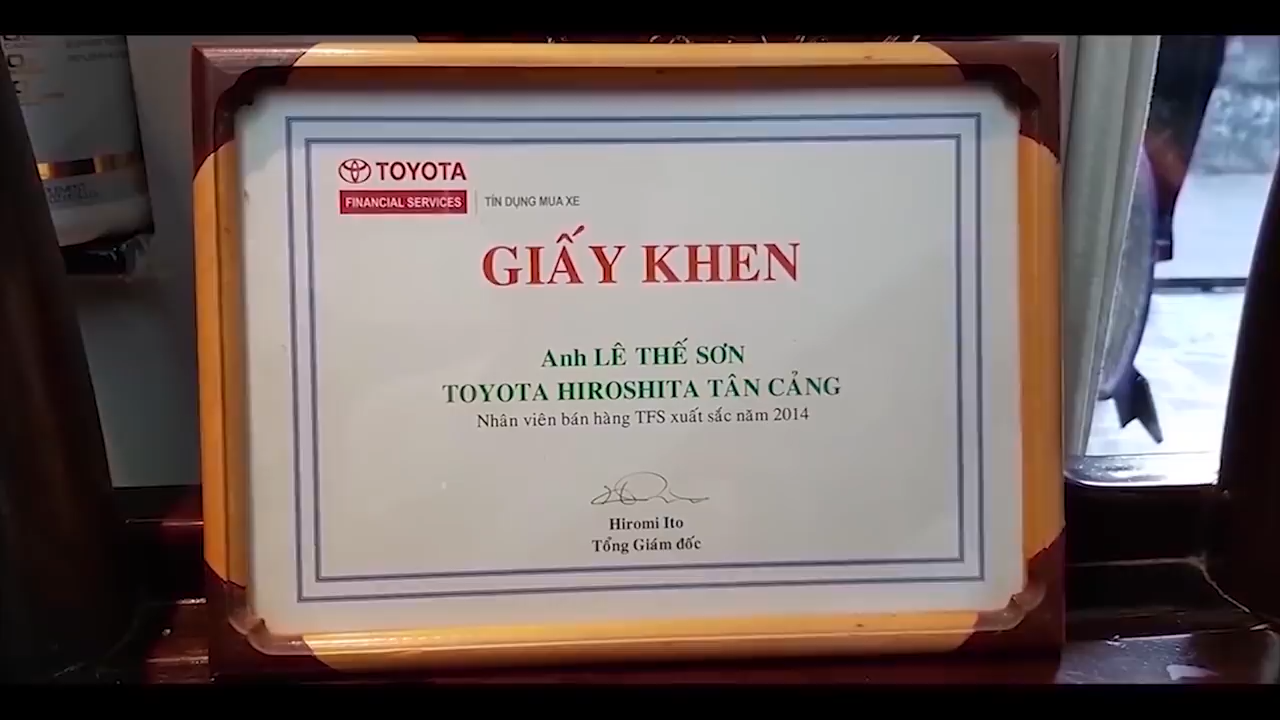 TOYOTA
FINANCIAL SERVICES | TÍN DỤNG MUA XE
GIẤY KHEN
Anh LÊ THẾ SƠN
TOYOTA HIROSHITA TÂN CẢNG
Nhân viên bán hàng TFS xuất sắc năm 2014
Hiromi Ito
Tổng Giám đốc